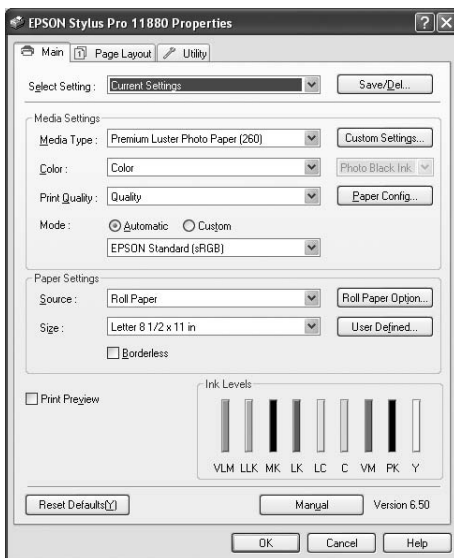 EPSON Stylus Pro 11880 Properties
Main Page Layout Utility
Select Setting : Current Settings Save/Del...
Media Settings
Media Type : Premium Luster Photo Paper (260) Custom Settings...
Color : Color Photo Black Ink
Print Quality : Quality Paper Config...
Mode : Automatic Custom
EPSON Standard (sRGB)
Paper Settings
Source : Roll Paper Roll Paper Option...
Size : Letter 8 1/2 x 11 in User Defined...
Borderless
Print Preview
Ink Levels
VLM LLK MK LK LC C VM PK Y
Reset Defaults(Y) Manual Version 6.50
OK Cancel Help